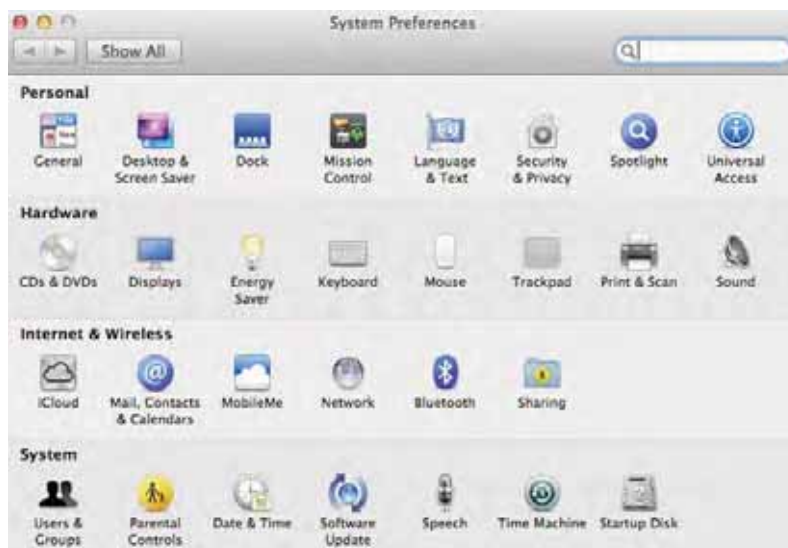 System Preferences
Show All
Personal
General
Desktop &
Screen Saver
Dock
Mission
Control
Language
& Text
Security
& Privacy
Spotlight
Universal
Access
Hardware
CDs & DVDs
Displays
Energy
Saver
Keyboard
Mouse
Trackpad
Print & Scan
Sound
Internet & Wireless
iCloud
Mail, Contacts
& Calendars
MobileMe
Network
Bluetooth
Sharing
System
Users &
Groups
Parental
Controls
Date & Time
Software
Update
Speech
Time Machine
Startup Disk